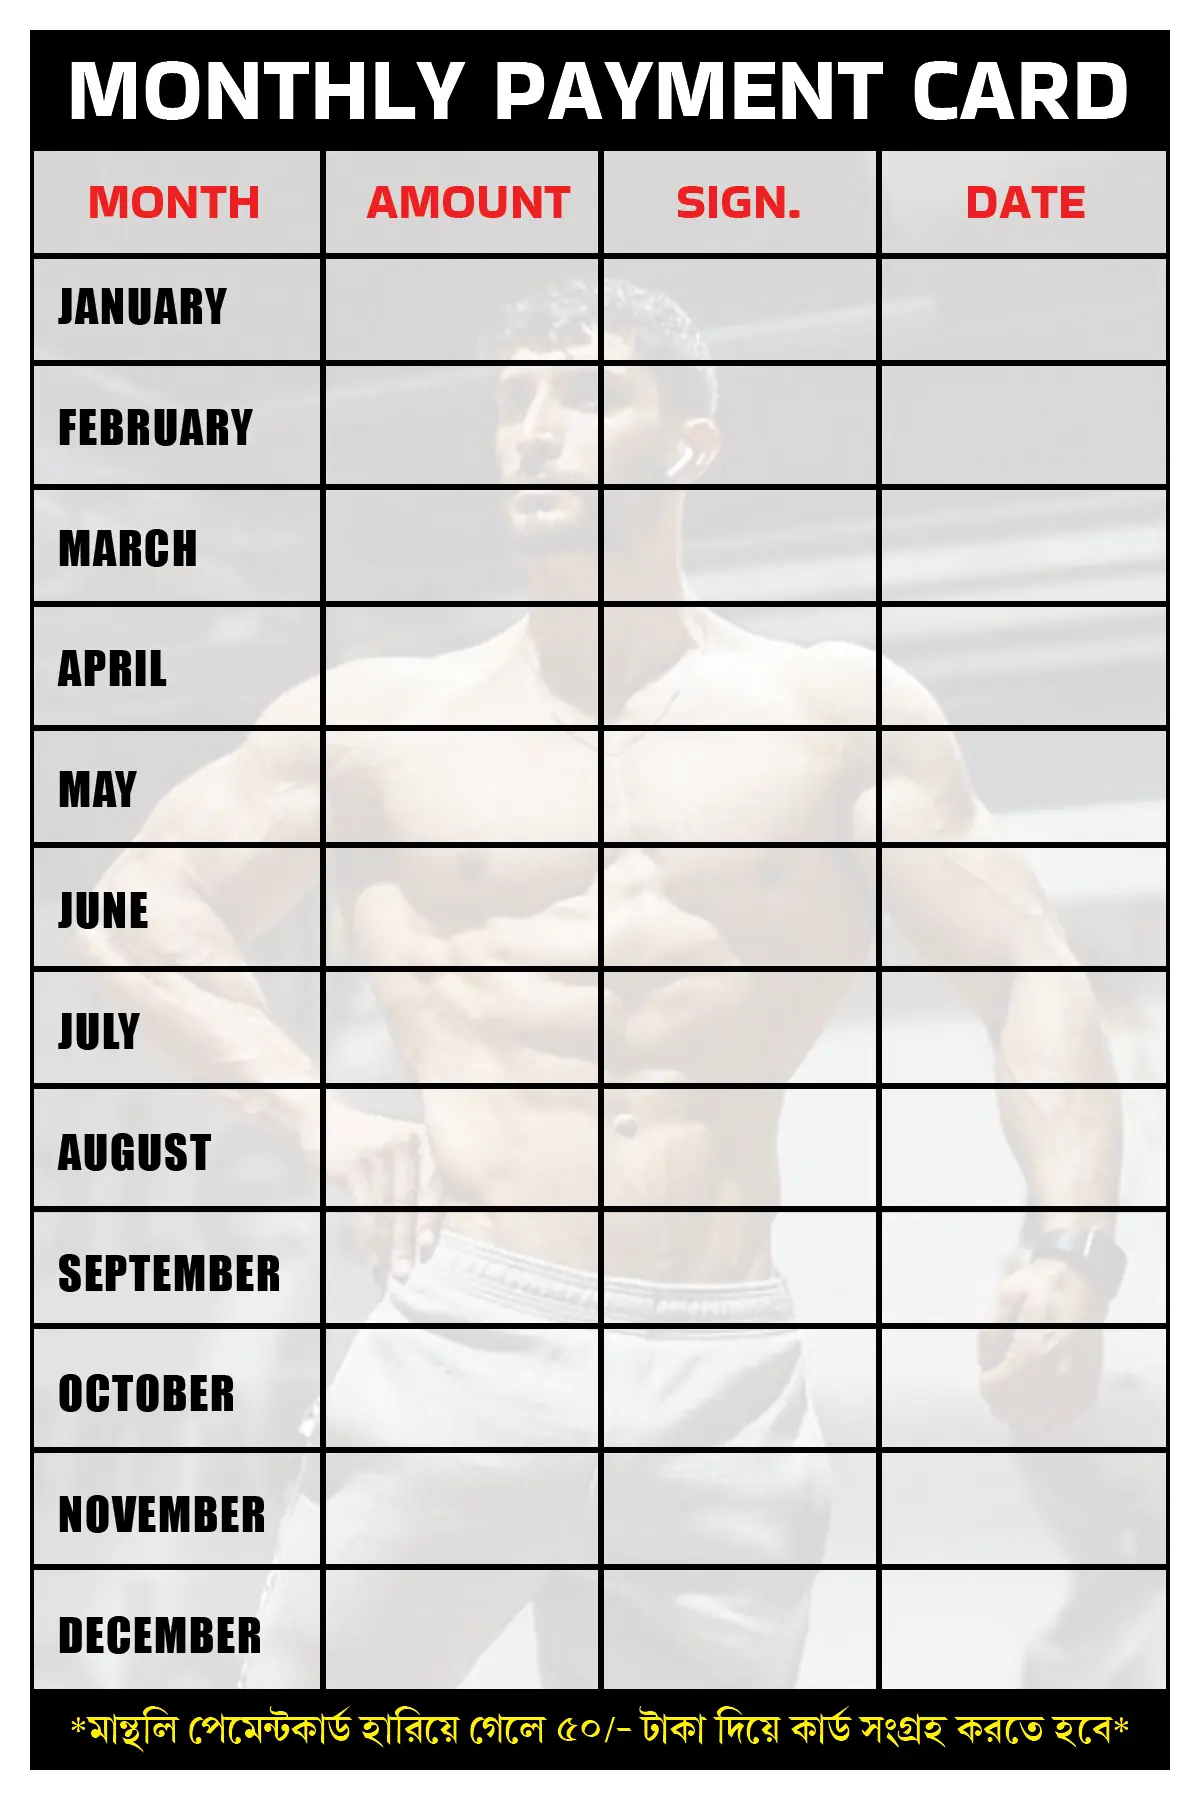 MONTHLY PAYMENT CARD
MONTH AMOUNT SIGN. DATE
JANUARY
FEBRUARY
MARCH
APRIL
MAY
JUNE
JULY
AUGUST
SEPTEMBER
OCTOBER
NOVEMBER
DECEMBER
*মান্থলি পেমেন্টকার্ড হারিয়ে গেলে ৫০/- টাকা দিয়ে কার্ড সংগ্রহ করতে হবে*